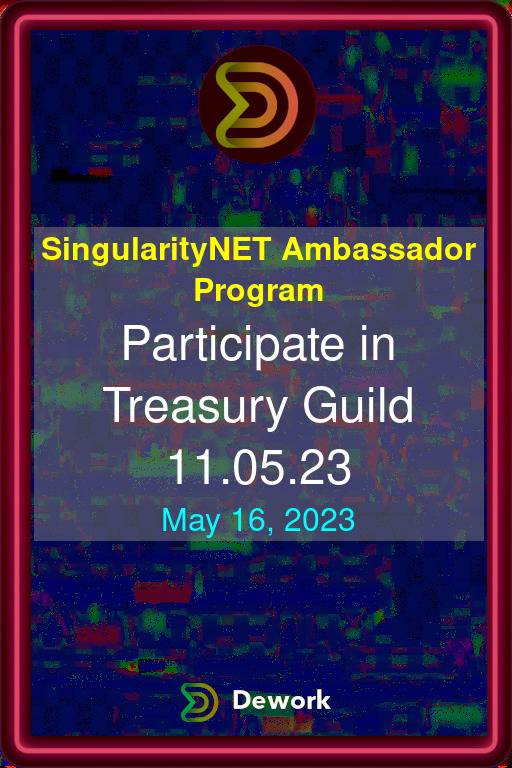 SingularityNET Ambassador
Program
Participate in
Treasury Guild
11.05.23
May 16, 2023
Dework